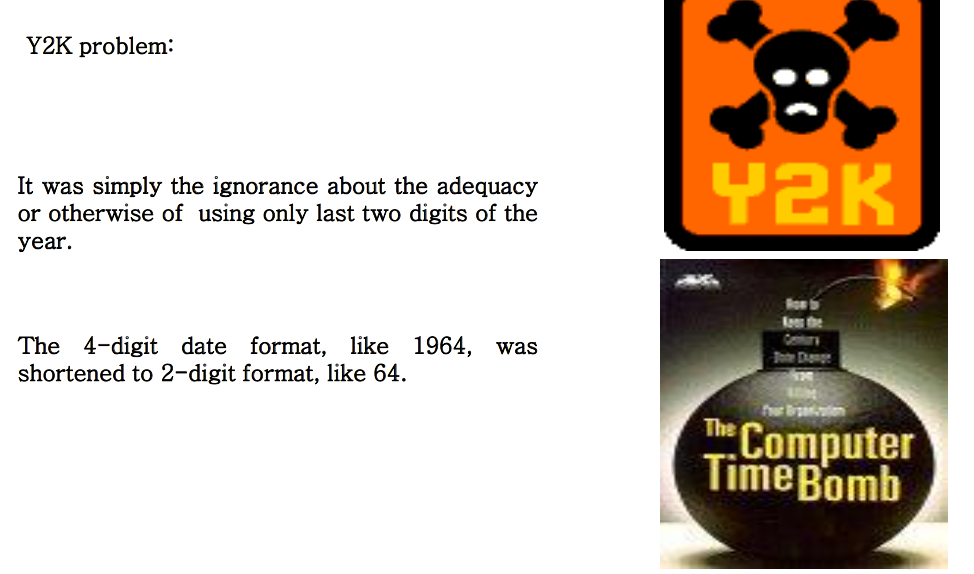 Y2K problem:
It was simply the ignorance about the adequacy
or otherwise of using only last two digits of the
year.
The 4-digit date format, like 1964, was
shortened to 2-digit format, like 64.
Y2K
How to
Keep the
Century
Date Change
From
Killing
Your Organization
The Computer
Time Bomb